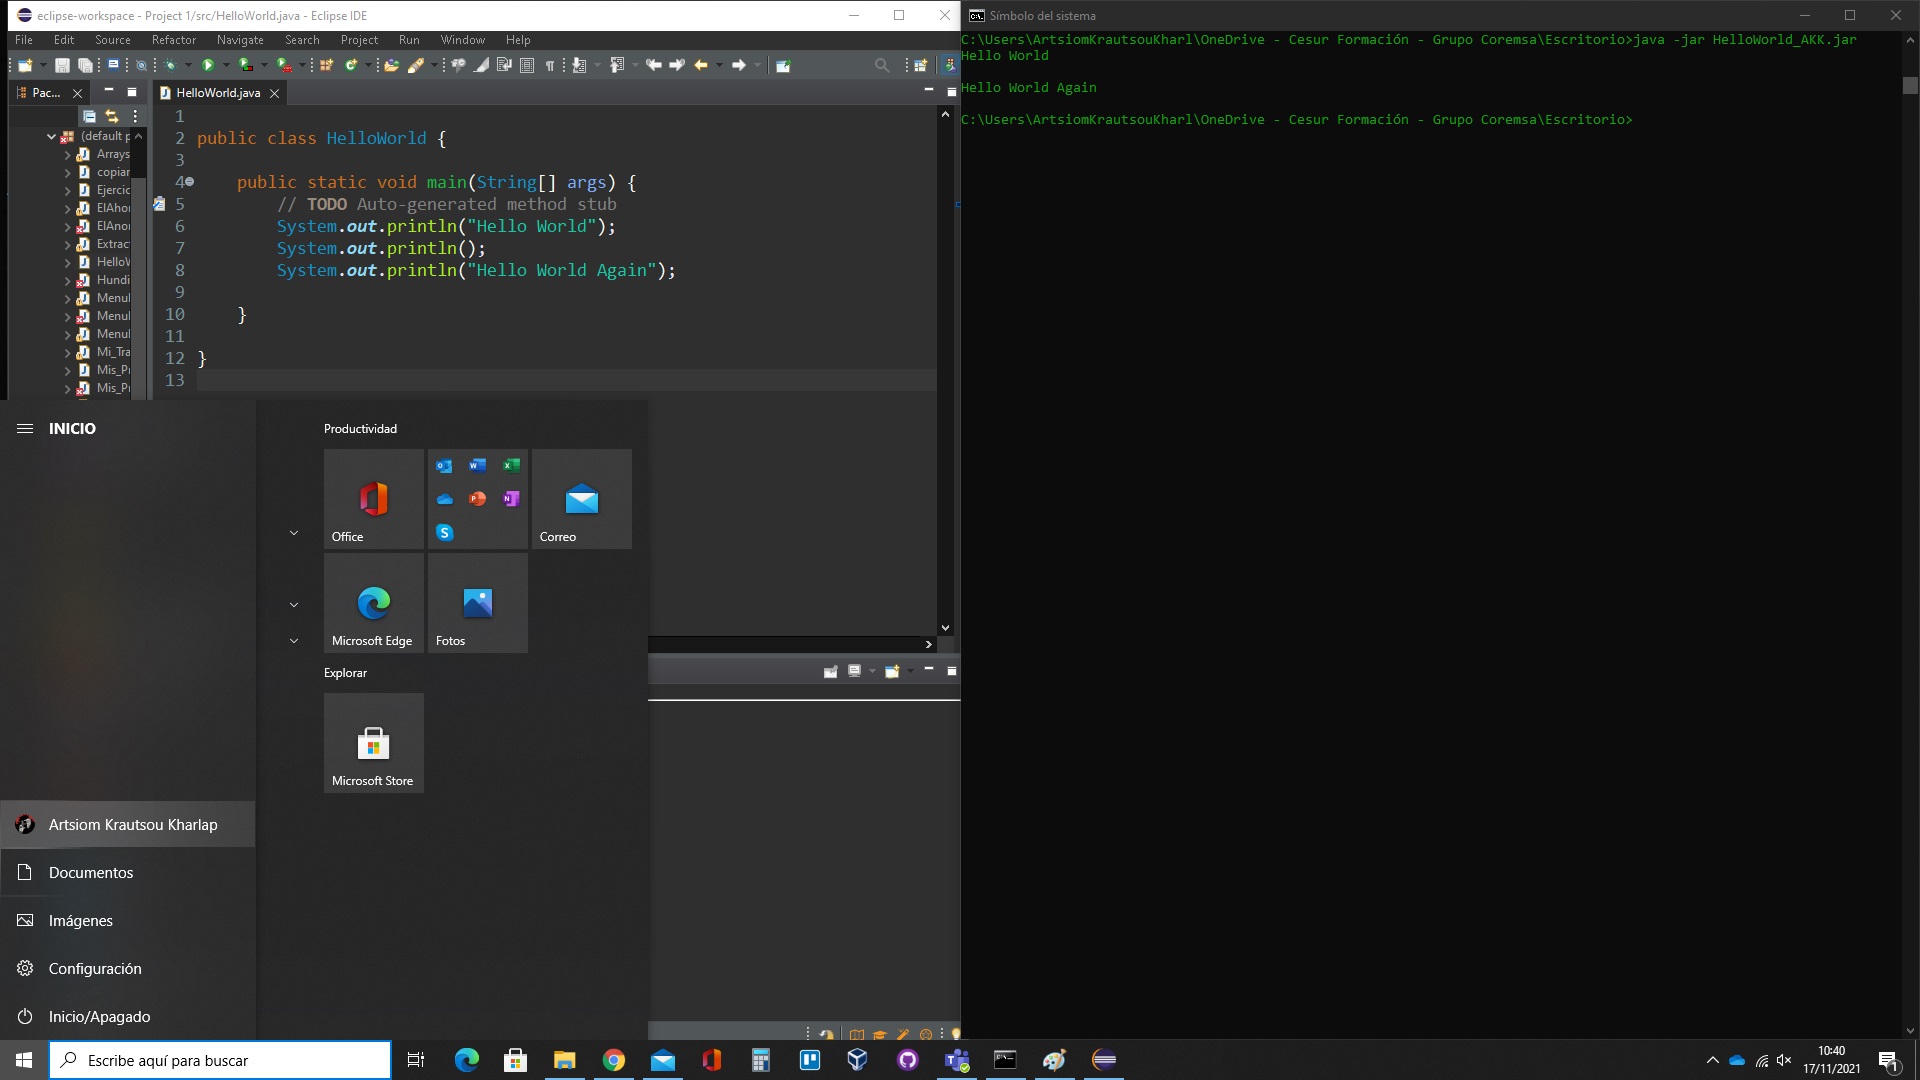 eclipse-workspace - Project 1/src/HelloWorld.java - Eclipse IDE
File Edit Source Refactor Navigate Search Project Run Window Help
Pac...
HelloWorld.java
(default p
Arrays
copiar
Ejercic
ElAhor
ElAnor
Extrac
HelloW
Hundi
Menul
Menul
Menul
Mi_Tra
Mis_Pr
Mis_Pr
1
2 public class HelloWorld {
3
4 public static void main(String[] args) {
5 // TODO Auto-generated method stub
6 System.out.println("Hello World");
7 System.out.println();
8 System.out.println("Hello World Again");
9
10 }
11
12 }
13
Símbolo del sistema
C:\Users\ArtsiomKrautsouKharl\OneDrive - Cesur Formación - Grupo Coremsa\Escritorio>java -jar HelloWorld_AKK.jar
Hello World
Hello World Again
C:\Users\ArtsiomKrautsouKharl\OneDrive - Cesur Formación - Grupo Coremsa\Escritorio>
INICIO
Productividad
Office
Correo
Microsoft Edge
Fotos
Explorar
Microsoft Store
Artsiom Krautsou Kharlap
Documentos
Imágenes
Configuración
Inicio/Apagado
Escribe aquí para buscar
10:40
17/11/2021
1